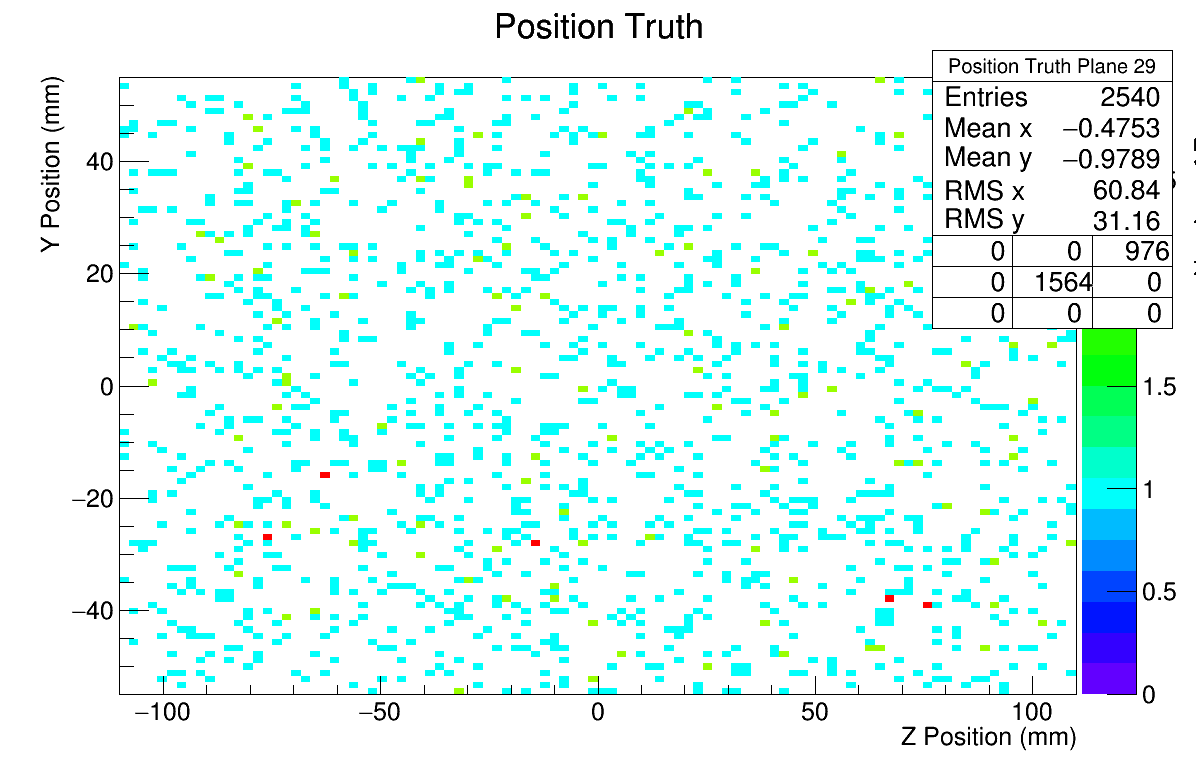 Position Truth
Y Position (mm)
Position Truth Plane 29
Entries 2540
Mean x −0.4753
Mean y −0.9789
RMS x 60.84
RMS y 31.16
0 0 976
0 1564 0
0 0 0
40
20
0
−20
−40
1.5
1
0.5
0
−100 −50 0 50 100
Z Position (mm)